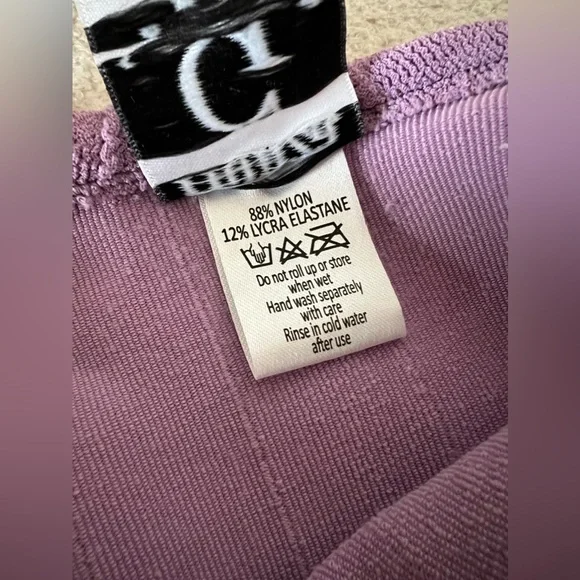 88% NYLON
12% LYCRA ELASTANE
Do not roll up or store
when wet
Hand wash separately
with care
Rinse in cold water
after use